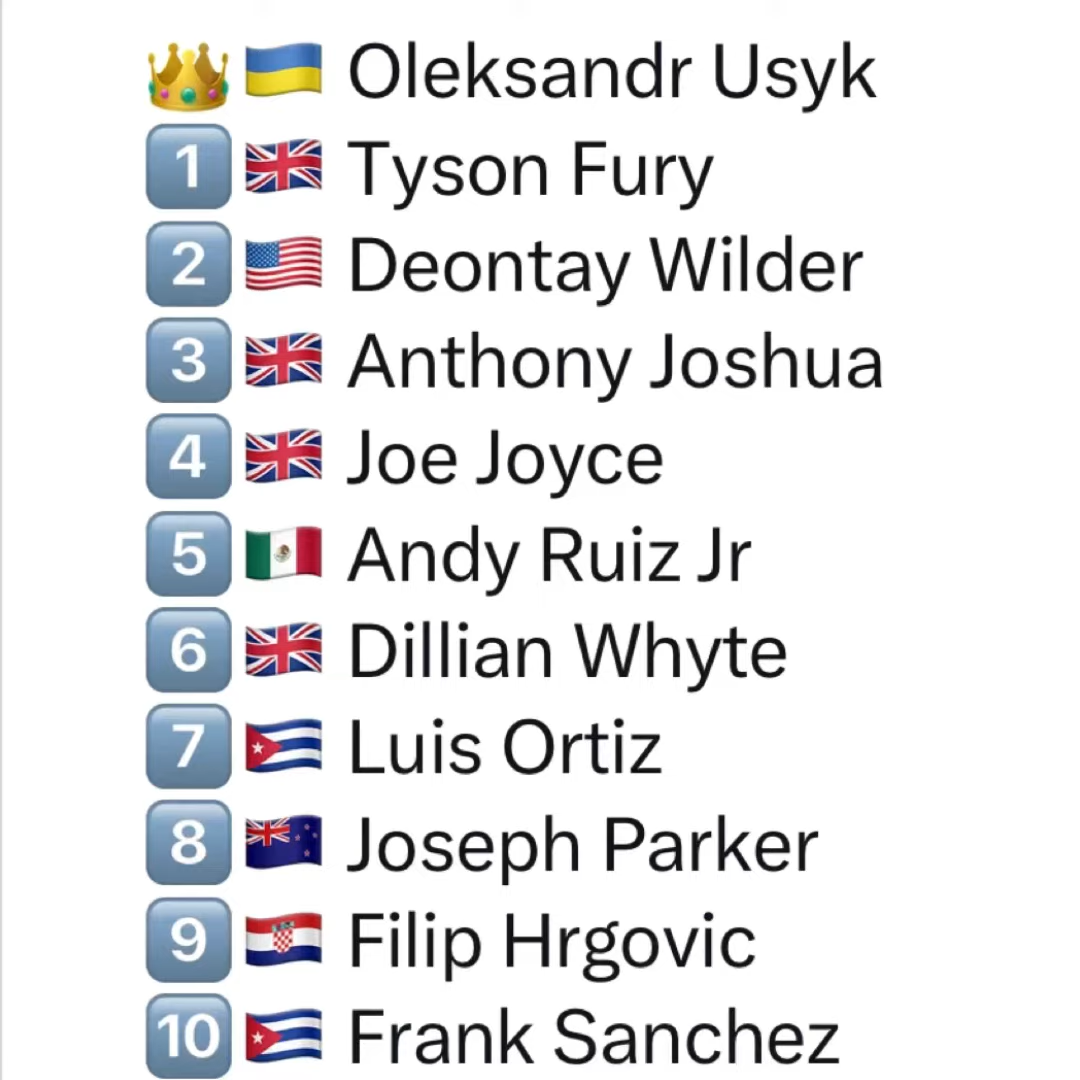 👑🇺🇦 Oleksandr Usyk
1️⃣🇬🇧 Tyson Fury
2️⃣🇺🇸 Deontay Wilder
3️⃣🇬🇧 Anthony Joshua
4️⃣🇬🇧 Joe Joyce
5️⃣🇲🇽 Andy Ruiz Jr
6️⃣🇬🇧 Dillian Whyte
7️⃣🇨🇺 Luis Ortiz
8️⃣🇳🇿 Joseph Parker
9️⃣🇭🇷 Filip Hrgovic
🔟🇨🇺 Frank Sanchez